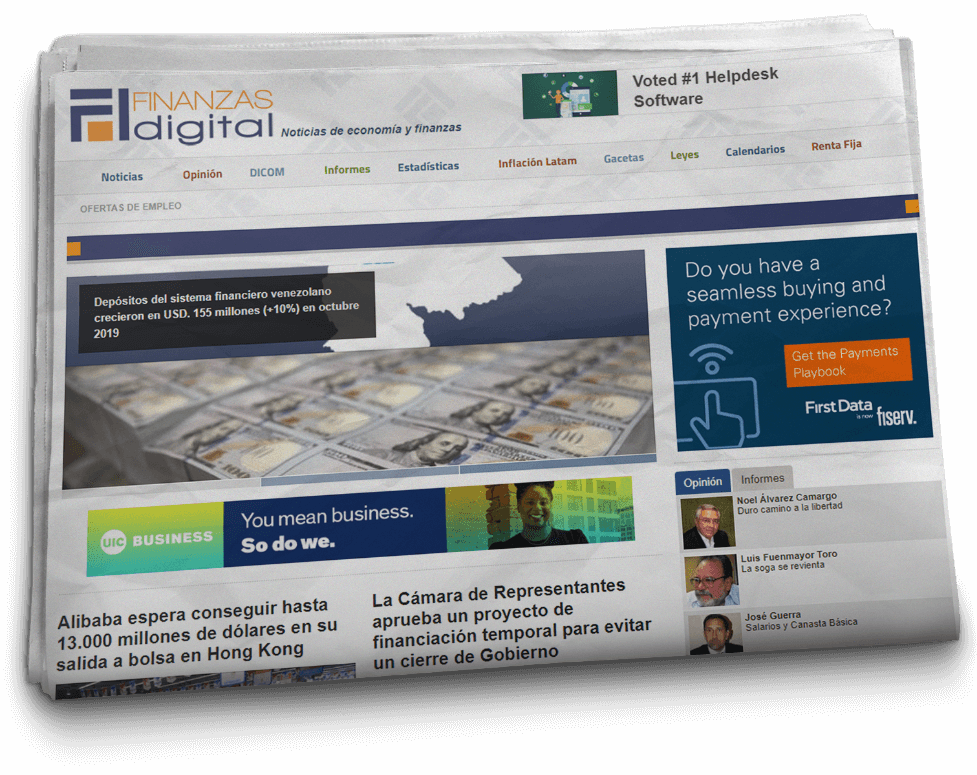 FINANZAS
digital
Noticias de economía y finanzas
Voted #1 Helpdesk
Software
Noticias
Opinión
DICOM
Informes
Estadísticas
Inflación Latam
Gacetas
Leyes
Calendarios
Renta Fija
OFERTAS DE EMPLEO
Depósitos del sistema financiero venezolano
crecieron en USD. 155 millones (+10%) en octubre
2019
100
100
100
Do you have a
seamless buying and
payment experience?
Get the Payments
Playbook
First Data
is now
fiserv.
UIC BUSINESS
You mean business.
So do we.
Opinión
Informes
Noel Álvarez Camargo
Duro camino a la libertad
Luis Fuenmayor Toro
La soga se revienta
José Guerra
Salarios y Canasta Básica
Alibaba espera conseguir hasta
13.000 millones de dólares en su
salida a bolsa en Hong Kong
La Cámara de Representantes
aprueba un proyecto de
financiación temporal para evitar
un cierre de Gobierno